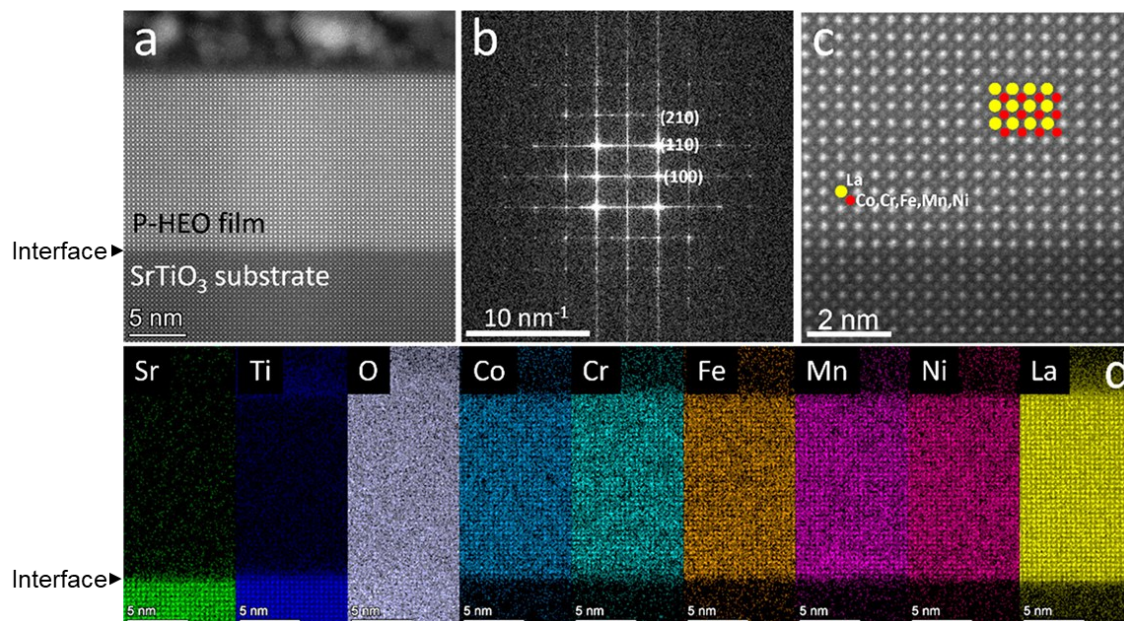 a
b
c
(210)
(110)
(100)
La
Co,Cr,Fe,Mn,Ni
P-HEO film
Interface
SrTiO₃ substrate
5 nm
10 nm⁻¹
2 nm
Sr
Ti
O
Co
Cr
Fe
Mn
Ni
La
d
Interface
5 nm
5 nm
5 nm
5 nm
5 nm
5 nm
5 nm
5 nm
5 nm